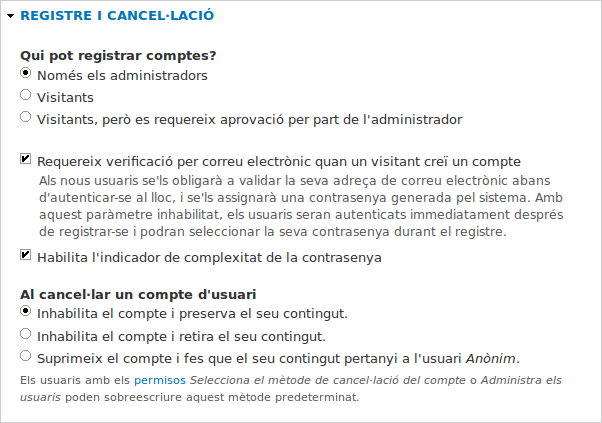 REGISTRE I CANCEL·LACIÓ
Qui pot registrar comptes?
Només els administradors
Visitants
Visitants, però es requereix aprovació per part de l'administrador
Requereix verificació per correu electrònic quan un visitant creï un compte
Als nous usuaris se'ls obligarà a validar la seva adreça de correu electrònic abans
d'autenticar-se al lloc, i se'ls assignarà una contrasenya generada pel sistema. Amb
aquest paràmetre inhabilitat, els usuaris seran autenticats immediatament després
de registrar-se i podran seleccionar la seva contrasenya durant el registre.
Habilita l'indicador de complexitat de la contrasenya
Al cancel·lar un compte d'usuari
Inhabilita el compte i preserva el seu contingut.
Inhabilita el compte i retira el seu contingut.
Suprimeix el compte i fes que el seu contingut pertanyi a l'usuari Anònim.
Els usuaris amb els permisos Selecciona el mètode de cancel·lació del compte o Administra els
usuaris poden sobreescriure aquest mètode predeterminat.